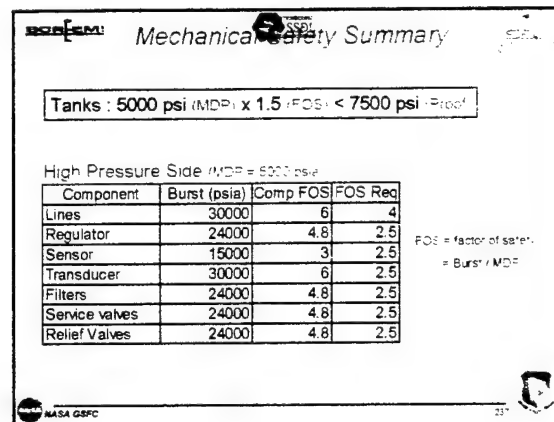 Mechanical Safety Summary
SSDI
Tanks : 5000 psi (MDP) x 1.5 (FOS) < 7500 psi (Proof
High Pressure Side (MDP = 5000 psia
Component Burst (psia) Comp FOS FOS Req
Lines 30000 6 4
Regulator 24000 4.8 2.5
Sensor 15000 3 2.5
Transducer 30000 6 2.5
Filters 24000 4.8 2.5
Service valves 24000 4.8 2.5
Relief Valves 24000 4.8 2.5
FOS = factor of safety
= Burst / MDP
NASA GSFC
237